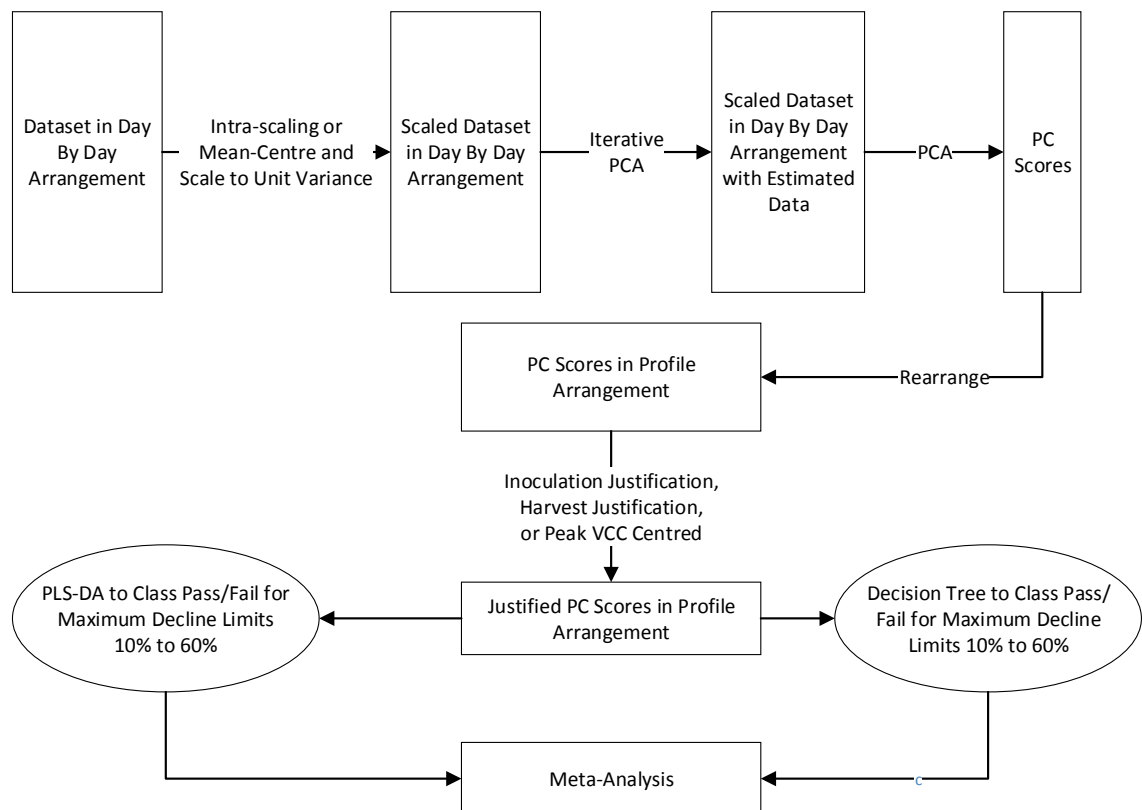 Dataset in Day
By Day
Arrangement
Intra-scaling or
Mean-Centre and
Scale to Unit Variance
Scaled Dataset
in Day By Day
Arrangement
Iterative
PCA
Scaled Dataset
in Day By Day
Arrangement
with Estimated
Data
PCA
PC
Scores
PC Scores in Profile
Arrangement
Rearrange
Inoculation Justification,
Harvest Justification,
or Peak VCC Centred
PLS-DA to Class Pass/Fail for
Maximum Decline Limits
10% to 60%
Justified PC Scores in Profile
Arrangement
Decision Tree to Class Pass/
Fail for Maximum Decline
Limits 10% to 60%
Meta-Analysis
c